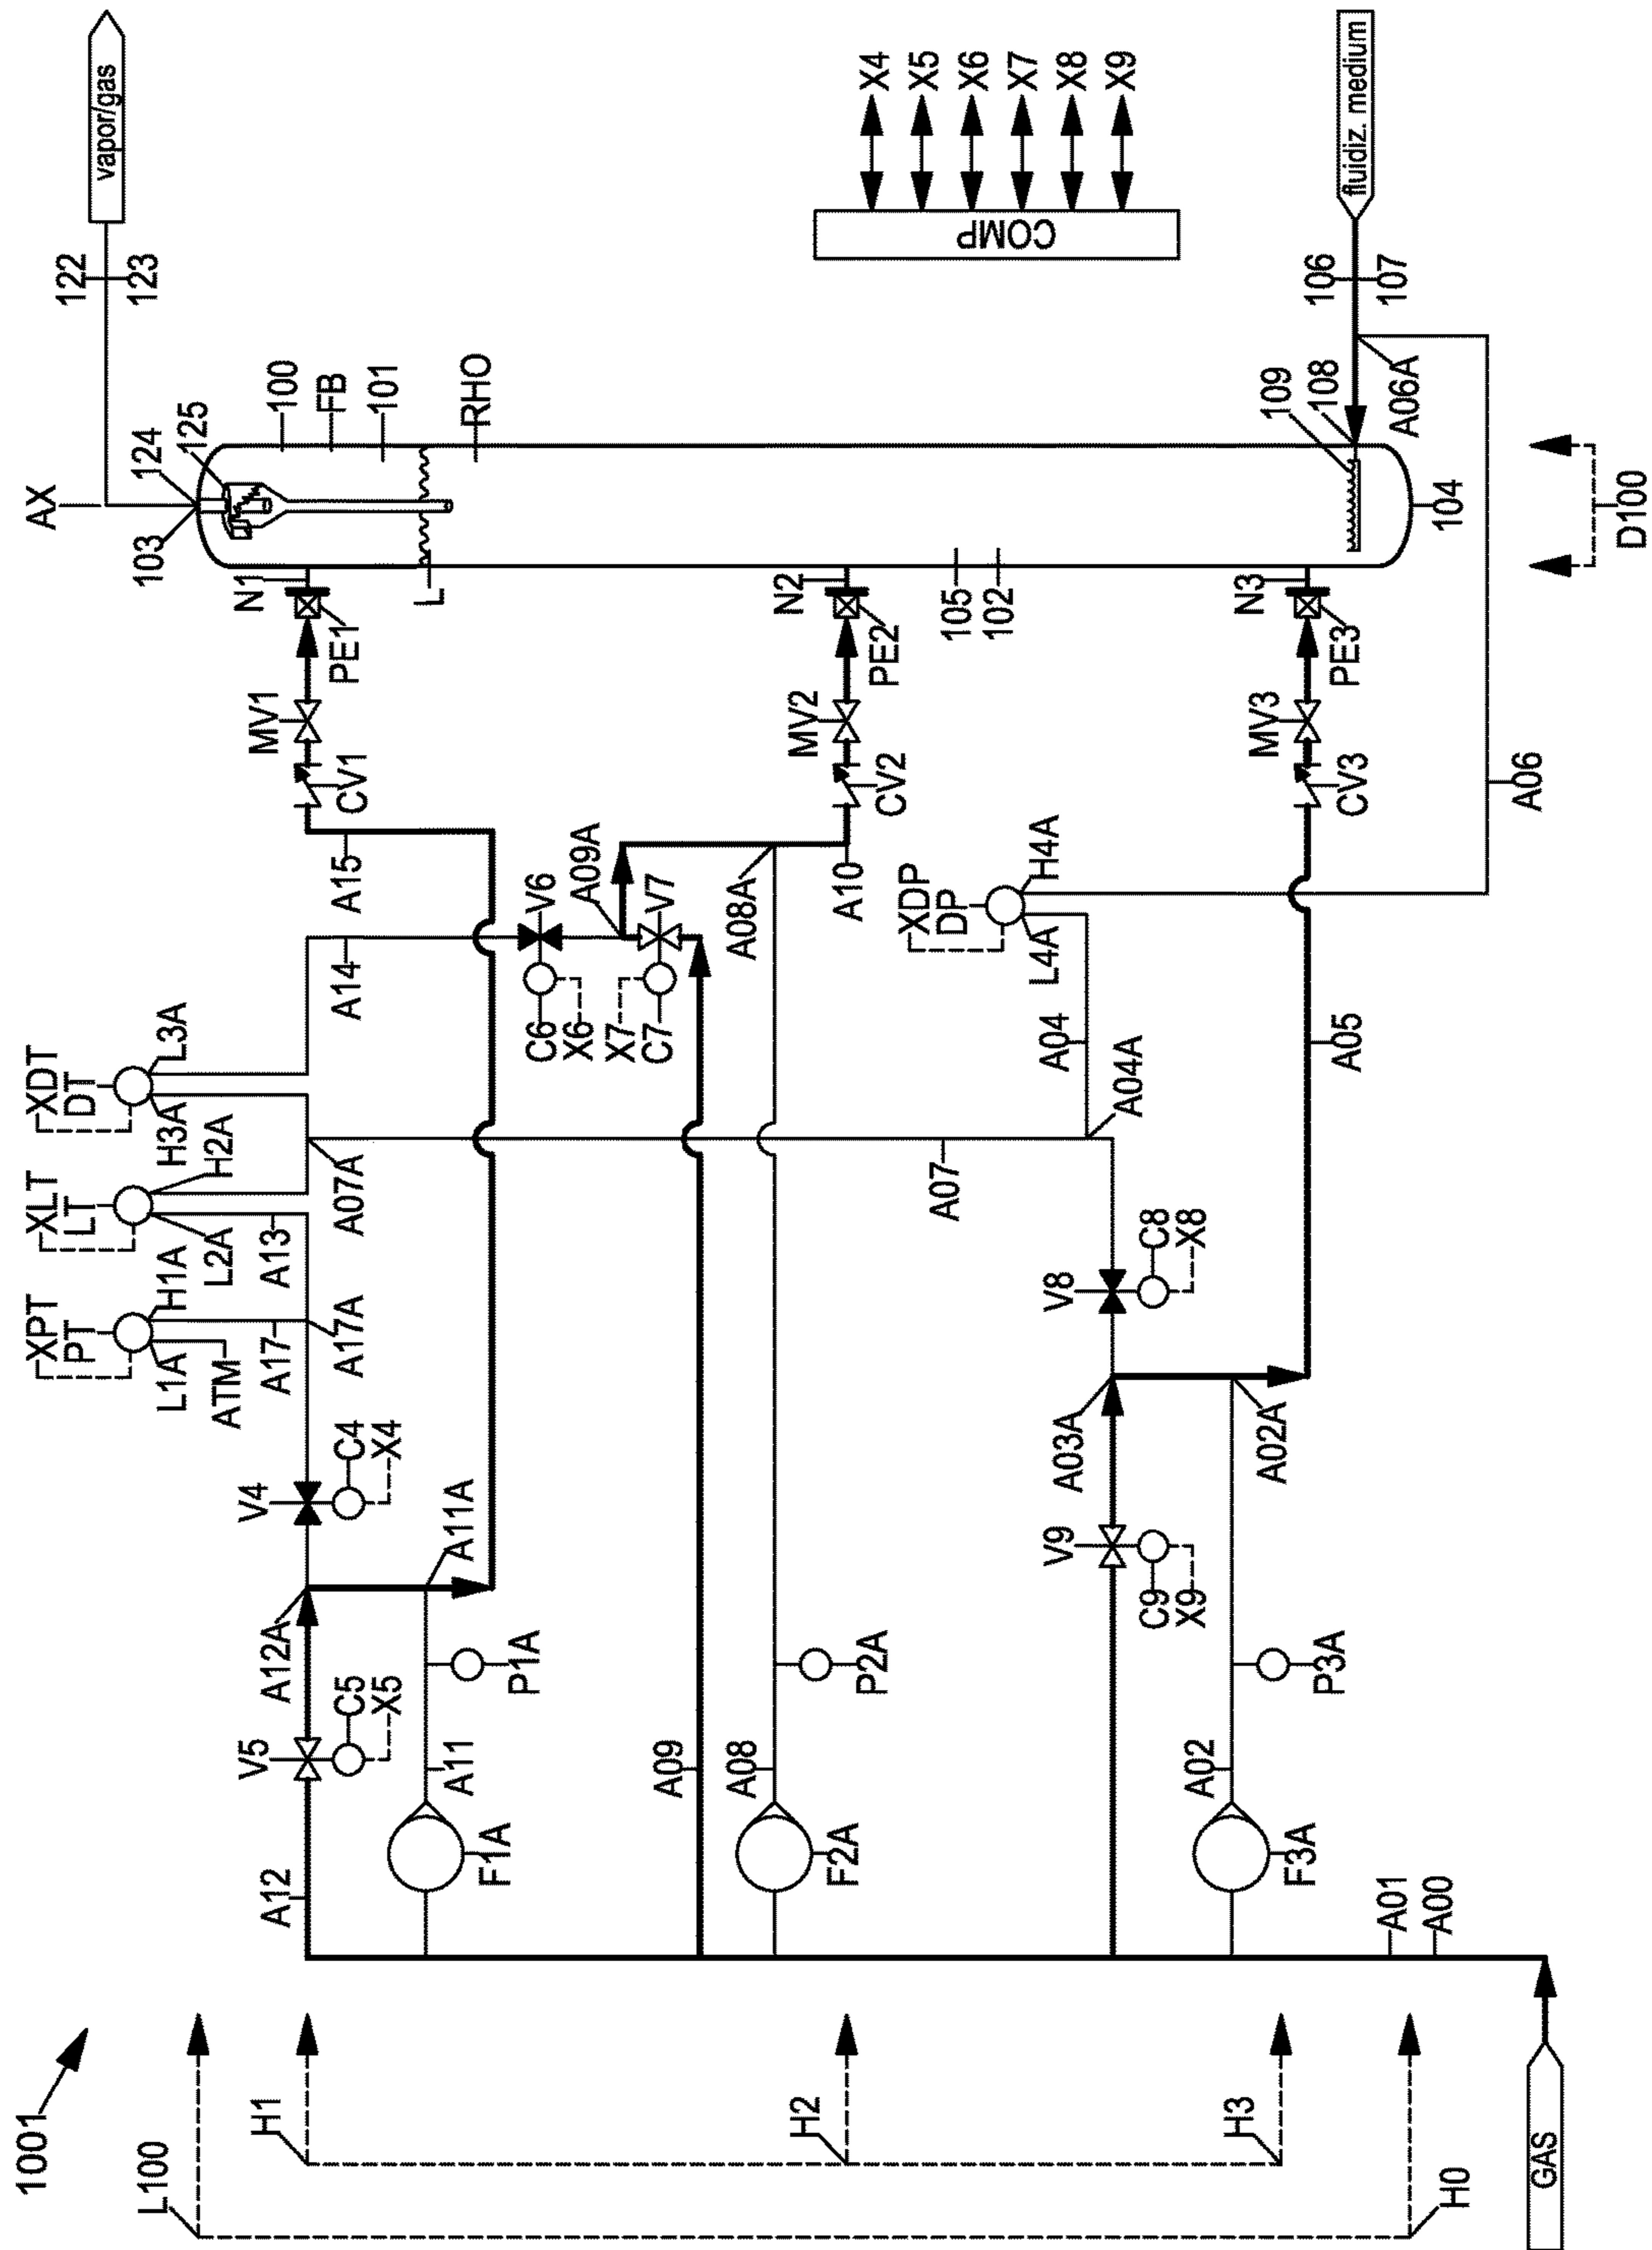 1001
L100
H1
H2
H3
H0
GAS
A00
A01
A12
V5
C5
X5
A12A
F1A
A11
P1A
A11A
V4
C4
X4
A09
F2A
A08
P2A
F3A
A02
P3A
V9
C9
X9
A03A
A02A
V8
C8
X8
XPT
PT
L1A
H1A
ATM
A17
A17A
XLT
LT
L2A
H2A
A13
A07A
XDT
DT
H3A
L3A
A14
A15
V6
C6
X6
X7
C7
V7
A09A
A08A
A10
A07
A04A
A04
XDP
DP
L4A
H4A
A05
A06
CV1
MV1
PE1
N1
CV2
MV2
PE2
N2
CV3
MV3
PE3
N3
AX
103
124
125
100
FB
101
RHO
L
105
102
109
108
104
D100
A06A
106
107
122
123
vapor/gas
fluidiz. medium
COMP
X4
X5
X6
X7
X8
X9